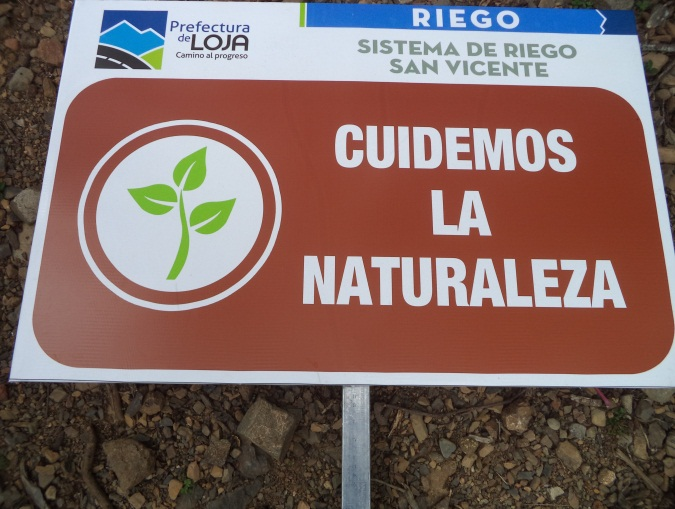 Prefectura
de LOJA
Camino al progreso
RIEGO
SISTEMA DE RIEGO
SAN VICENTE
CUIDEMOS
LA
NATURALEZA